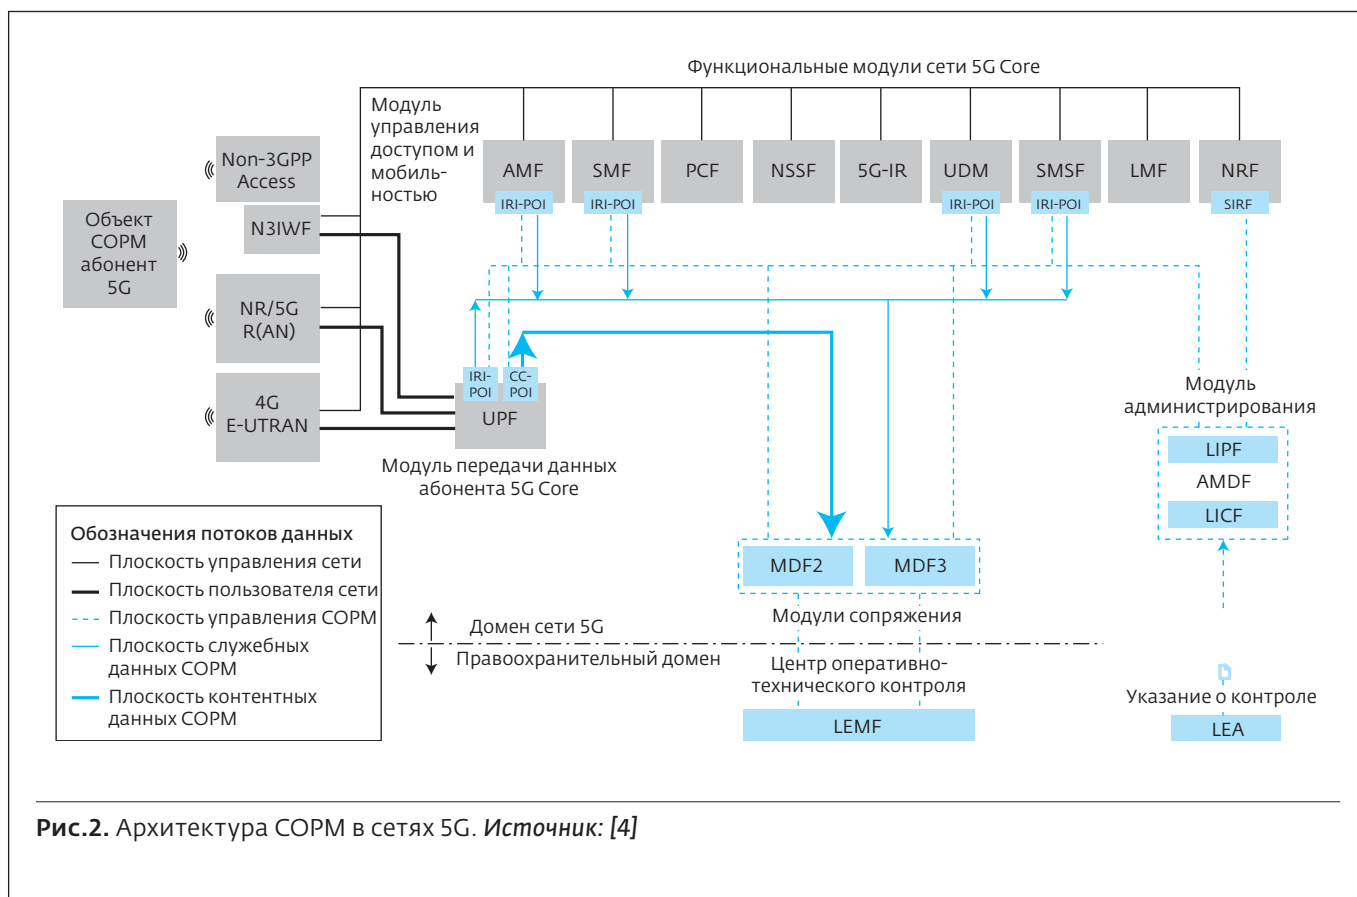 Функциональные модули сети 5G Core
Модуль
управления
доступом и
мобиль-
ностью
Non-3GPP
Access
AMF
SMF
PCF
NSSF
5G-IR
UDM
SMSF
LMF
NRF
IRI-POI
IRI-POI
IRI-POI
IRI-POI
SIRF
Объект
СОРМ
абонент
5G
N3IWF
NR/5G
R(AN)
4G
E-UTRAN
IRI-
POI
CC-
POI
UPF
Модуль передачи данных
абонента 5G Core
Модуль
администрирования
LIPF
AMDF
LICF
Обозначения потоков данных
Плоскость управления сети
Плоскость пользователя сети
Плоскость управления СОРМ
Плоскость служебных
данных СОРМ
Плоскость контентных
данных СОРМ
MDF2
MDF3
Модули сопряжения
Домен сети 5G
Правоохранительный домен
Центр оперативно-
технического контроля
LEMF
Указание о контроле
LEA
Рис.2. Архитектура СОРМ в сетях 5G. Источник: [4]